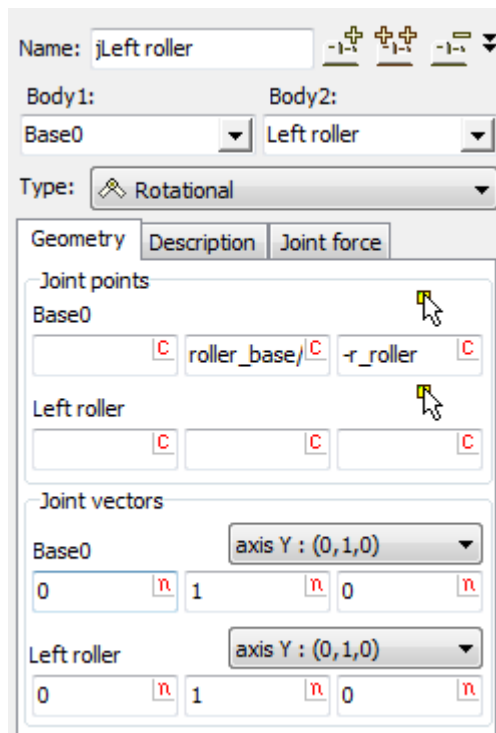 Name: jLeft roller
Body1: Body2:
Base0 Left roller
Type: Rotational
Geometry Description Joint force
Joint points
Base0
C roller_base/ C -r_roller C
Left roller
C C C
Joint vectors
Base0 axis Y : (0,1,0)
0 n 1 n 0 n
Left roller axis Y : (0,1,0)
0 n 1 n 0 n